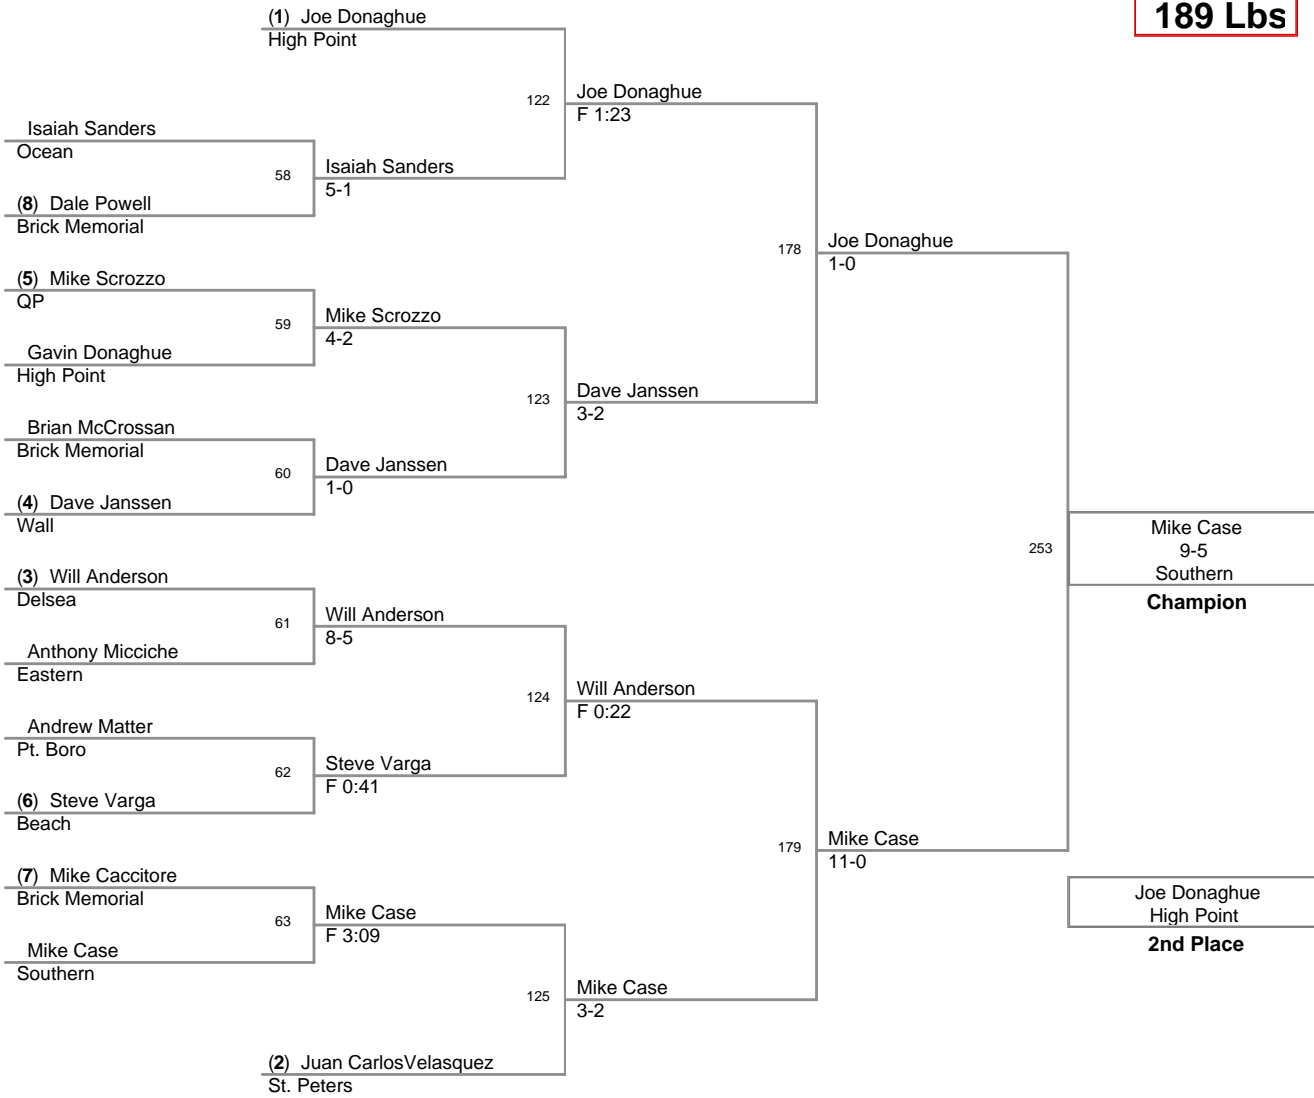 189 Lbs
(1) Joe Donaghue
High Point
122
Joe Donaghue
F 1:23
Isaiah Sanders
Ocean
58
Isaiah Sanders
5-1
(8) Dale Powell
Brick Memorial
178
Joe Donaghue
1-0
(5) Mike Scrozzo
QP
59
Mike Scrozzo
4-2
Gavin Donaghue
High Point
123
Dave Janssen
3-2
Brian McCrossan
Brick Memorial
60
Dave Janssen
1-0
(4) Dave Janssen
Wall
253
Mike Case
9-5
Southern
Champion
(3) Will Anderson
Delsea
61
Will Anderson
8-5
Anthony Micciche
Eastern
124
Will Anderson
F 0:22
Andrew Matter
Pt. Boro
62
Steve Varga
F 0:41
(6) Steve Varga
Beach
179
Mike Case
11-0
(7) Mike Caccitore
Brick Memorial
63
Mike Case
F 3:09
Mike Case
Southern
125
Mike Case
3-2
(2) Juan CarlosVelasquez
St. Peters
Joe Donaghue
High Point
2nd Place